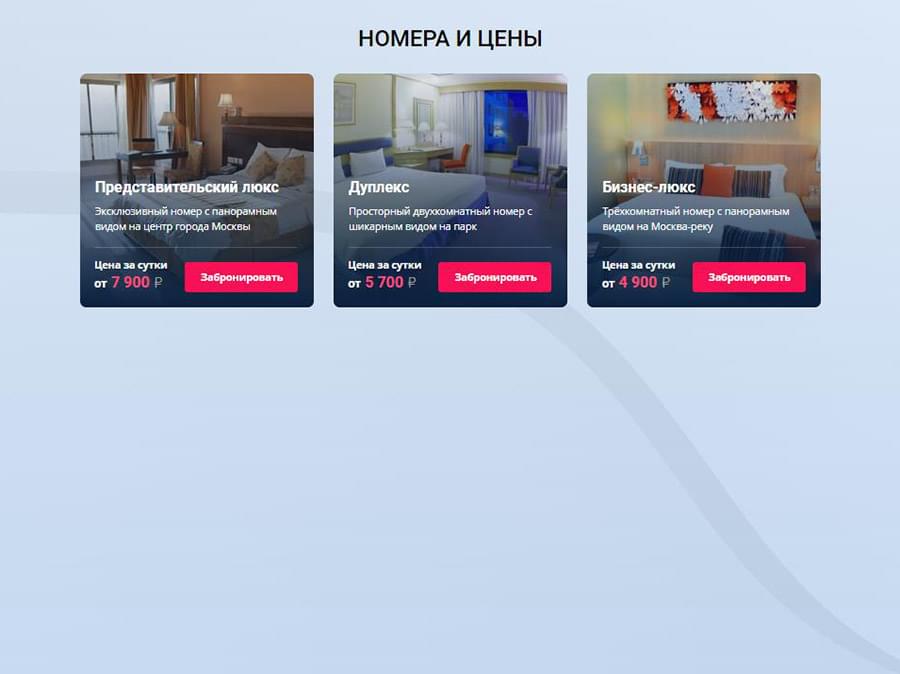 НОМЕРА И ЦЕНЫ
Представительский люкс
Эксклюзивный номер с панорамным
видом на центр города Москвы
Цена за сутки
от 7 900 ₽
Забронировать
Дуплекс
Просторный двухкомнатный номер с
шикарным видом на парк
Цена за сутки
от 5 700 ₽
Забронировать
Бизнес-люкс
Трёхкомнатный номер с панорамным
видом на Москва-реку
Цена за сутки
от 4 900 ₽
Забронировать